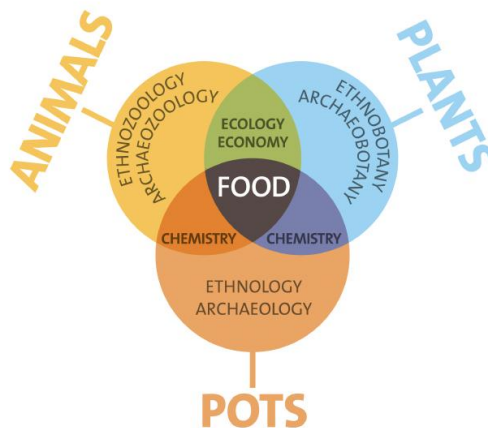 ANIMALS
PLANTS
ETHNOZOOLOGY
ARCHAEOZOOLOGY
ECOLOGY
ECONOMY
ETHNOBOTANY
ARCHAEOBOTANY
FOOD
CHEMISTRY
CHEMISTRY
ETHNOLOGY
ARCHAEOLOGY
POTS